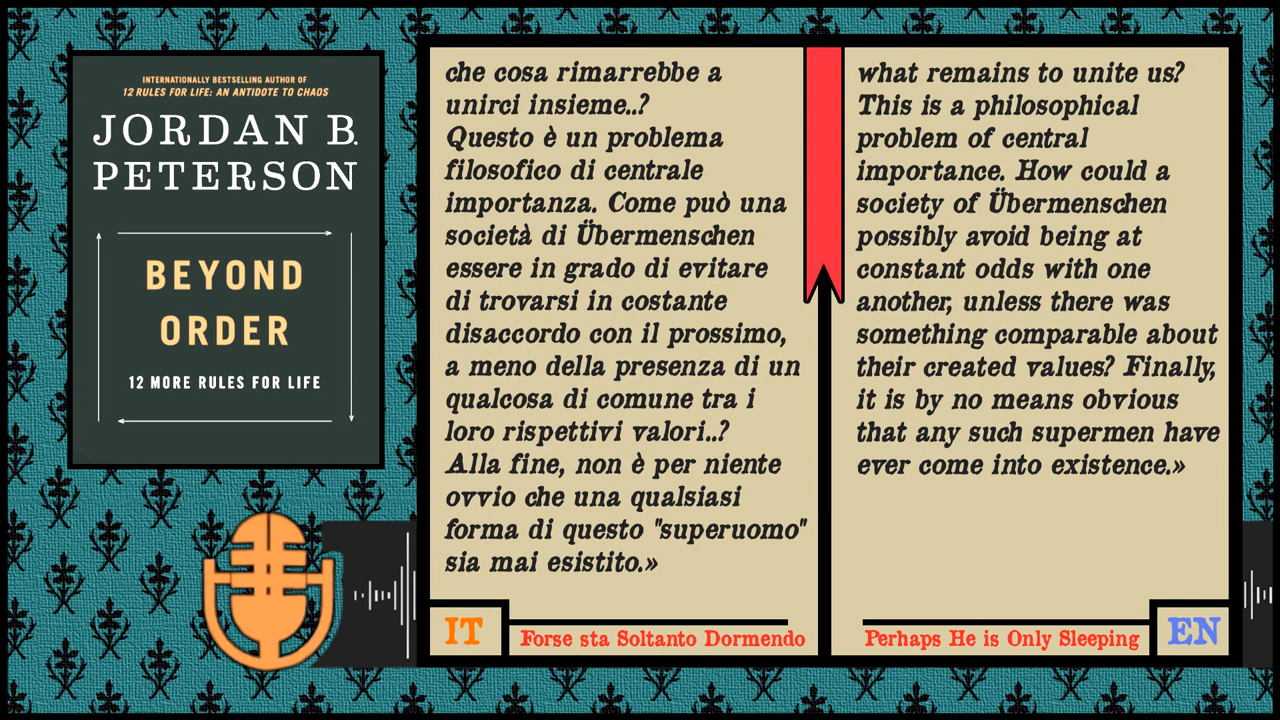 INTERNATIONALLY BESTSELLING AUTHOR OF
12 RULES FOR LIFE: AN ANTIDOTE TO CHAOS
JORDAN B.
PETERSON
BEYOND
ORDER
12 MORE RULES FOR LIFE
che cosa rimarrebbe a
unirci insieme..?
Questo è un problema
filosofico di centrale
importanza. Come può una
società di Übermenschen
essere in grado di evitare
di trovarsi in costante
disaccordo con il prossimo,
a meno della presenza di un
qualcosa di comune tra i
loro rispettivi valori..?
Alla fine, non è per niente
ovvio che una qualsiasi
forma di questo "superuomo"
sia mai esistito.»
IT
Forse sta Soltanto Dormendo
what remains to unite us?
This is a philosophical
problem of central
importance. How could a
society of Übermenschen
possibly avoid being at
constant odds with one
another, unless there was
something comparable about
their created values? Finally,
it is by no means obvious
that any such supermen have
ever come into existence.»
Perhaps He is Only Sleeping
EN